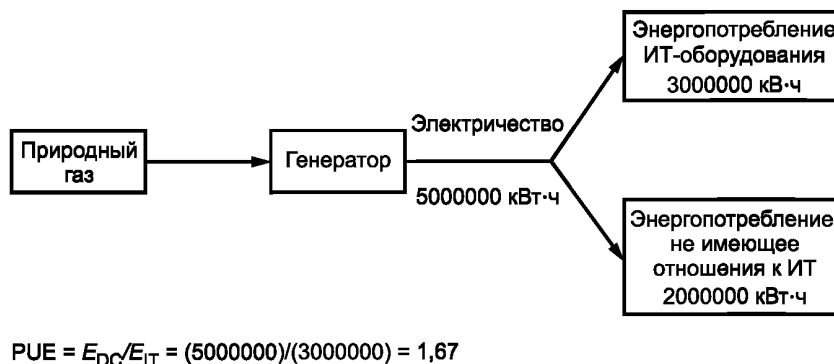 Энергопотребление
ИТ-оборудования
3000000 кВ·ч
Электричество
Природный
газ
Генератор
5000000 кВт·ч
Энергопотребление,
не имеющее
отношения к ИТ
2000000 кВт·ч
PUE = E_DC/E_IT = (5000000)/(3000000) = 1,67